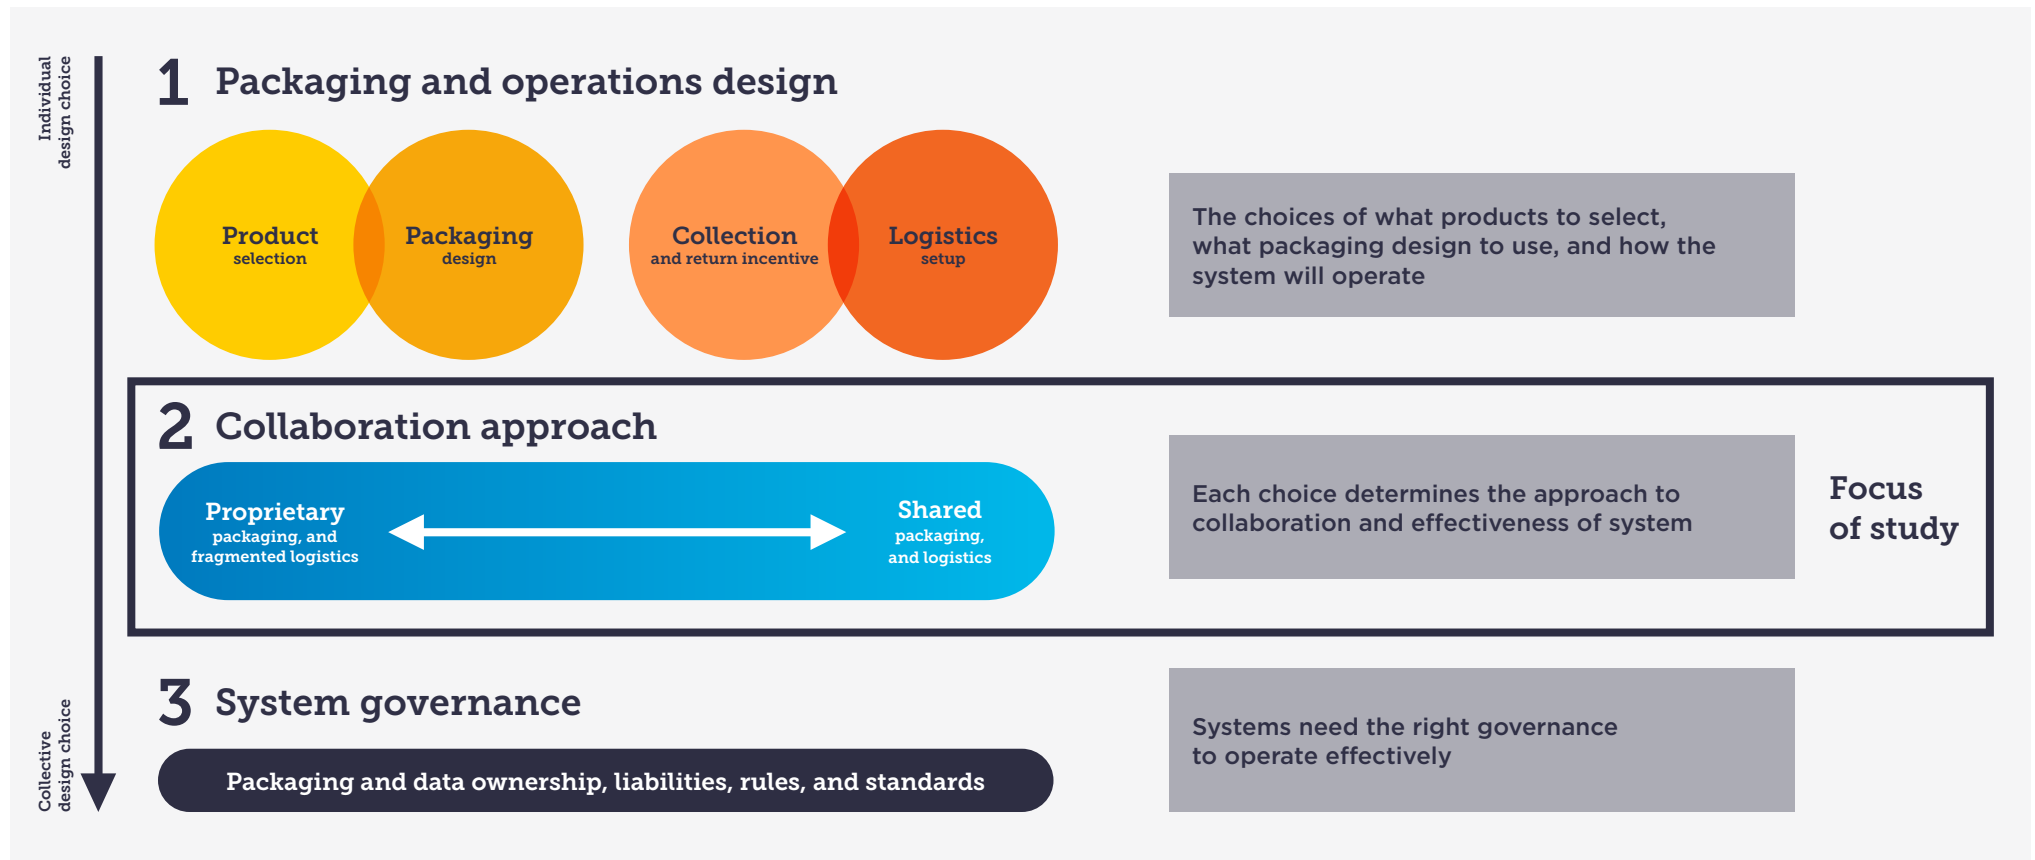 Individual
design choice
1 Packaging and operations design
Product
selection
Packaging
design
Collection
and return incentive
Logistics
setup
The choices of what products to select,
what packaging design to use, and how the
system will operate
2 Collaboration approach
Proprietary
packaging, and
fragmented logistics
Shared
packaging,
and logistics
Each choice determines the approach to
collaboration and effectiveness of system
Focus
of study
Collective
design choice
3 System governance
Packaging and data ownership, liabilities, rules, and standards
Systems need the right governance
to operate effectively